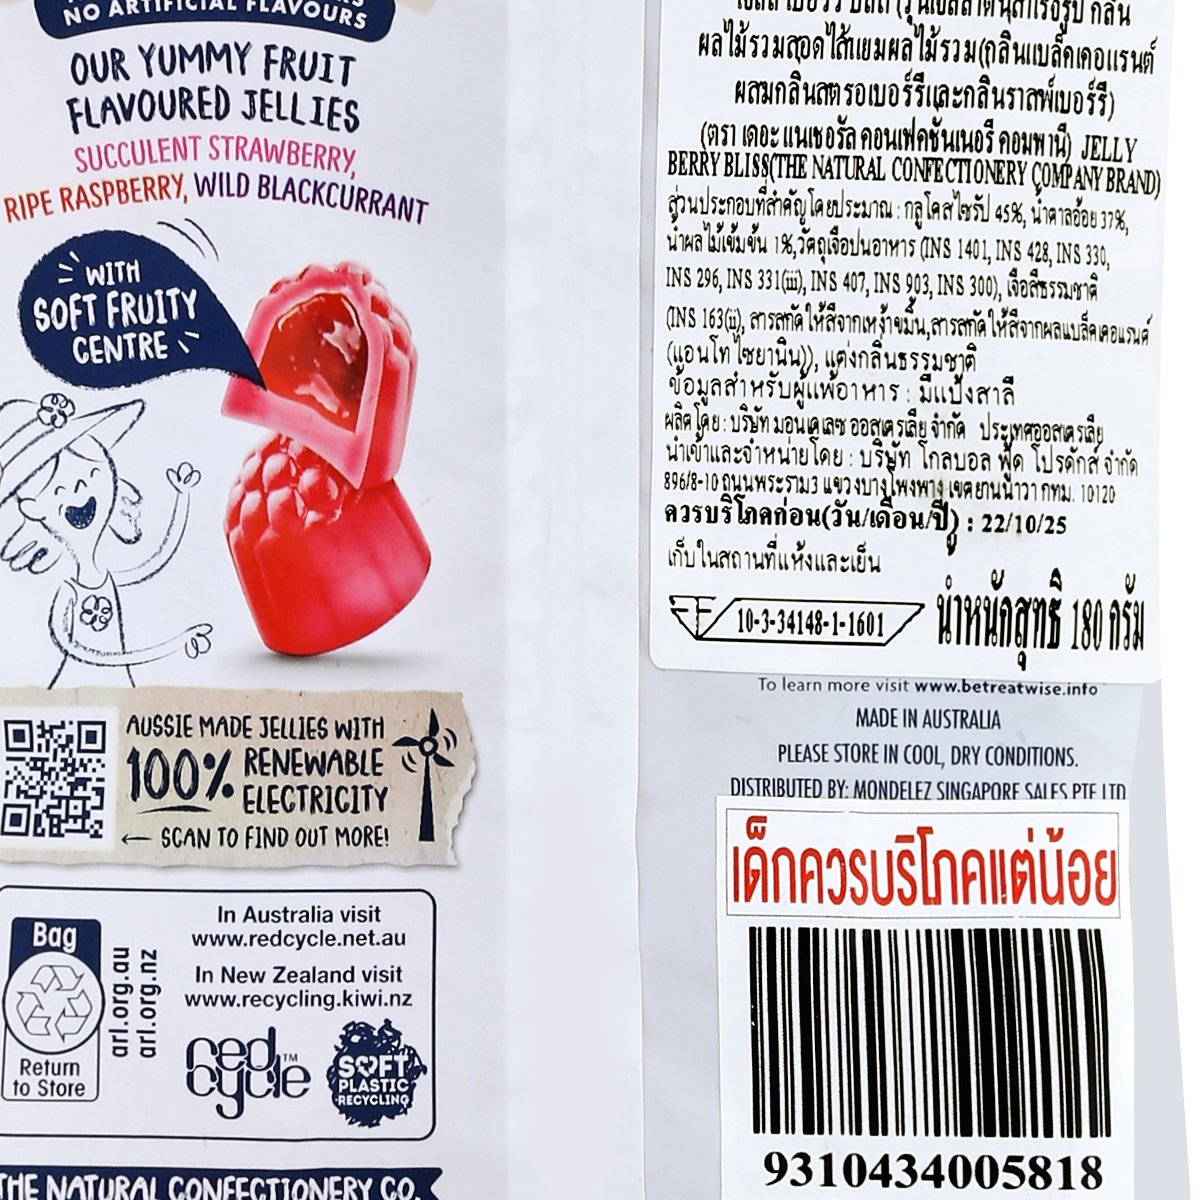 NO ARTIFICIAL FLAVOURS
OUR YUMMY FRUIT
FLAVOURED JELLIES
SUCCULENT STRAWBERRY,
RIPE RASPBERRY, WILD BLACKCURRANT
WITH
SOFT FRUITY
CENTRE
AUSSIE MADE JELLIES WITH
100% RENEWABLE
ELECTRICITY
← SCAN TO FIND OUT MORE!
Bag
Return
to Store
arl.org.au
arl.org.nz
In Australia visit
www.redcycle.net.au
In New Zealand visit
www.recycling.kiwi.nz
red
cycle™
SOFT
PLASTIC
RECYCLING
THE NATURAL CONFECTIONERY CO.
ผลไม้รวมสอดไส้แยมผลไม้รวม((กลิ่นแบล็คเคอแรนต์
ผสมกลิ่นสตรอเบอร์รี่และกลิ่นราสพ์เบอร์รี่)
(ตรา เดอะ แนเชอรัล คอนเฟคชันเนอรี่ คอมพานี) JELLY
BERRY BLISS(THE NATURAL CONFECTIONERY COMPANY BRAND)
ส่วนประกอบที่สำคัญโดยประมาณ : กลูโคสไซรัป 45%, น้ำตาลอ้อย 37%,
น้ำผลไม้เข้มข้น 1%,วัตถุเจือปนอาหาร (INS 1401, INS 428, INS 330,
INS 296, INS 331(iii), INS 407, INS 903, INS 300), เจือสีธรรมชาติ
(INS 163(ii), สารสกัดให้สีจากเหง้าขมิ้น,สารสกัดให้สีจากผลแบล็คเคอแรนต์
(แอนโทไซยานิน)), แต่งกลิ่นธรรมชาติ
ข้อมูลสำหรับผู้แพ้อาหาร : มีแป้งสาลี
ผลิตโดย : บริษัท มอนเดเลซ ออสเตรเลีย จำกัด ประเทศออสเตรเลีย
นำเข้าและจำหน่ายโดย : บริษัท โกลบอล ฟู้ด โปรดักส์ จำกัด
896/8-10 ถนนพระราม3 แขวงบางโพงพาง เขตยานนาวา กทม. 10120
ควรบริโภคก่อน(วัน/เดือน/ปี) : 22/10/25
เก็บในสถานที่แห้งและเย็น
10-3-34148-1-1601
น้ำหนักสุทธิ 180 กรัม
To learn more visit www.betreatwise.info
MADE IN AUSTRALIA
PLEASE STORE IN COOL, DRY CONDITIONS.
DISTRIBUTED BY: MONDELEZ SINGAPORE SALES PTE LTD
เด็กควรบริโภคแต่น้อย
9310434005818